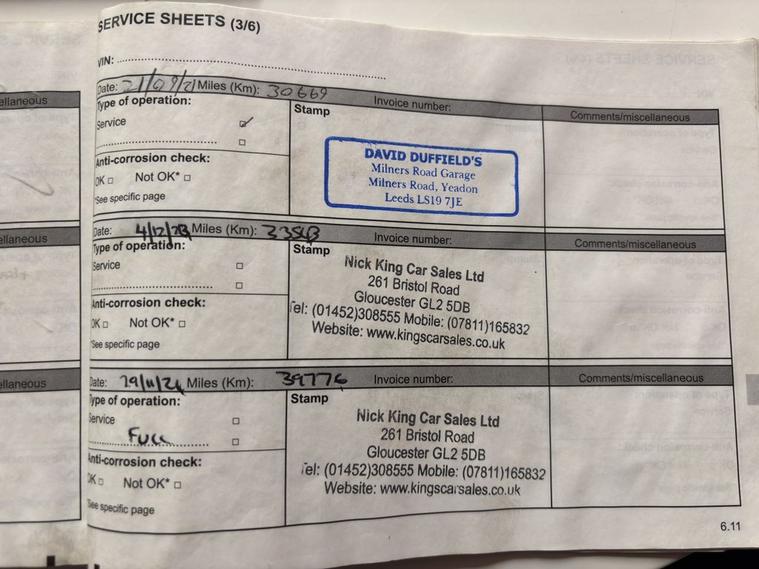 SERVICE SHEETS (3/6)
VIN:
Date: 21/09/21 Miles (Km): 30669 Invoice number: Comments/miscellaneous
Type of operation: Stamp
Service ☑
☐
Anti-corrosion check:
OK ☐ Not OK* ☐
*See specific page
DAVID DUFFIELD'S
Milners Road Garage
Milners Road, Yeadon
Leeds LS19 7JE
Date: 4/12/23 Miles (Km): Invoice number: Comments/miscellaneous
Type of operation: Stamp
Service ☐
☐
Anti-corrosion check:
OK ☐ Not OK* ☐
*See specific page
Nick King Car Sales Ltd
261 Bristol Road
Gloucester GL2 5DB
Tel: (01452)308555 Mobile: (07811)165832
Website: www.kingscarsales.co.uk
Date: 29/11/24 Miles (Km): 39776 Invoice number: Comments/miscellaneous
Type of operation: Stamp
Service ☐
FULL ☐
Anti-corrosion check:
OK ☐ Not OK* ☐
*See specific page
Nick King Car Sales Ltd
261 Bristol Road
Gloucester GL2 5DB
Tel: (01452)308555 Mobile: (07811)165832
Website: www.kingscarsales.co.uk
6.11
ellaneous
ellaneous
ellaneous